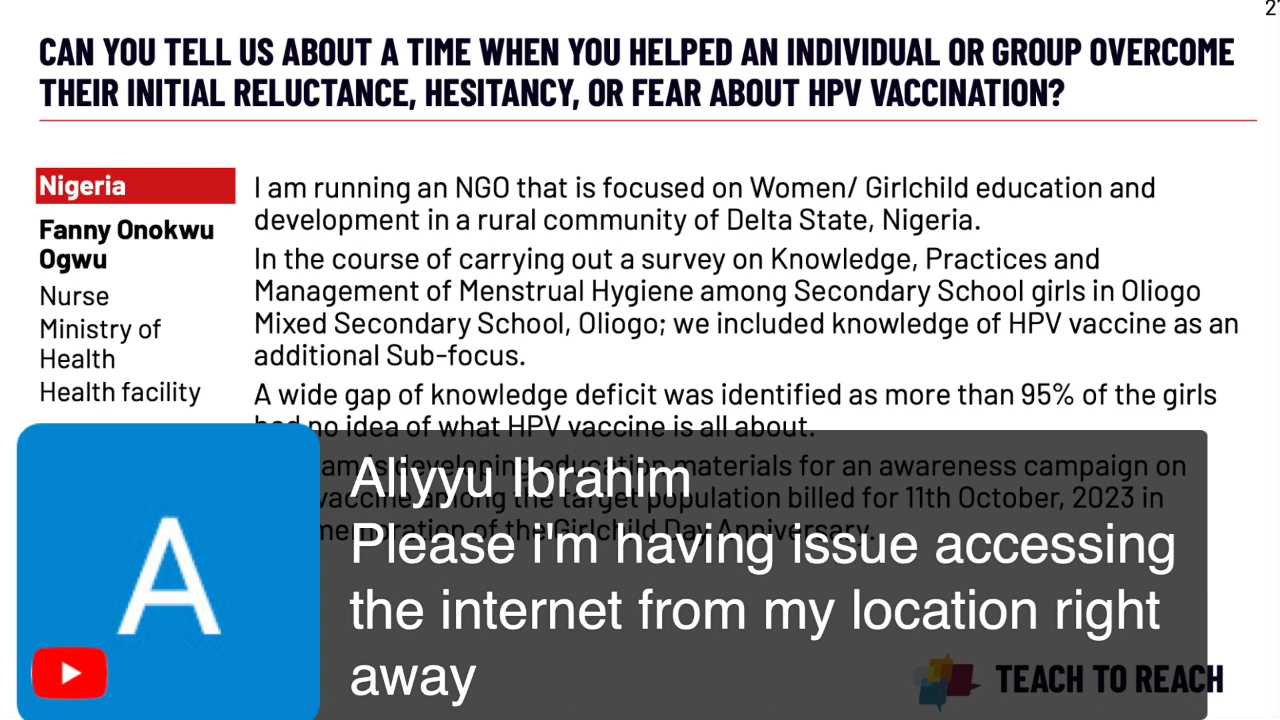 2
CAN YOU TELL US ABOUT A TIME WHEN YOU HELPED AN INDIVIDUAL OR GROUP OVERCOME
THEIR INITIAL RELUCTANCE, HESITANCY, OR FEAR ABOUT HPV VACCINATION?
Nigeria
Fanny Onokwu
Ogwu
Nurse
Ministry of
Health
Health facility
I am running an NGO that is focused on Women/ Girlchild education and
development in a rural community of Delta State, Nigeria.
In the course of carrying out a survey on Knowledge, Practices and
Management of Menstrual Hygiene among Secondary School girls in Oliogo
Mixed Secondary School, Oliogo; we included knowledge of HPV vaccine as an
additional Sub-focus.
A wide gap of knowledge deficit was identified as more than 95% of the girls
had no idea of what HPV vaccine is all about.
am is developing education materials for an awareness campaign on
vaccine among the target population billed for 11th October, 2023 in
of the Girlchild Day Anniversary.
A
Aliyyu Ibrahim
Please I'm having issue accessing
the internet from my location right
away
TEACH TO REACH